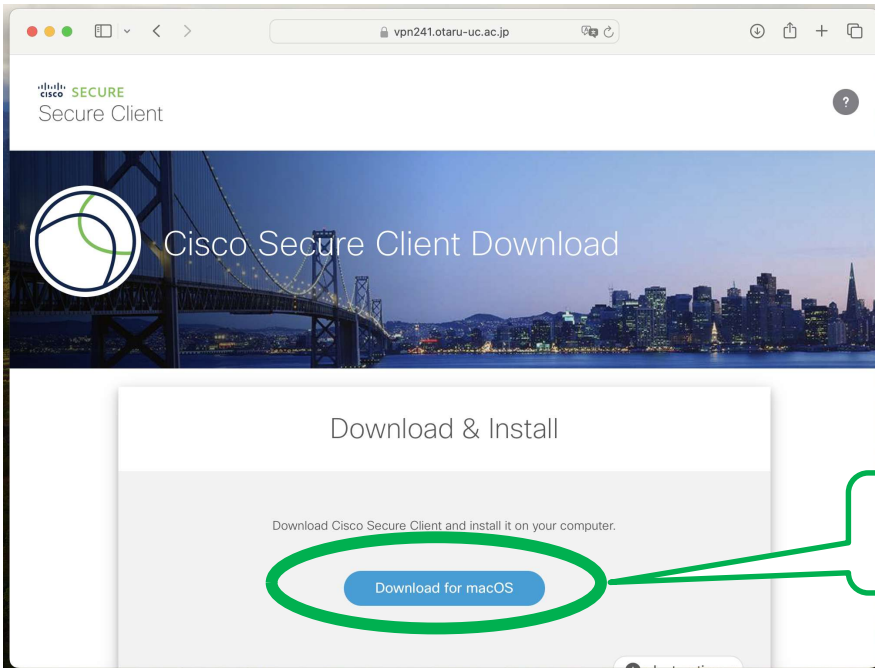 vpn241.otaru-uc.ac.jp
CISCO SECURE
Secure Client
?
Cisco Secure Client Download
Download & Install
Download Cisco Secure Client and install it on your computer.
Download for macOS